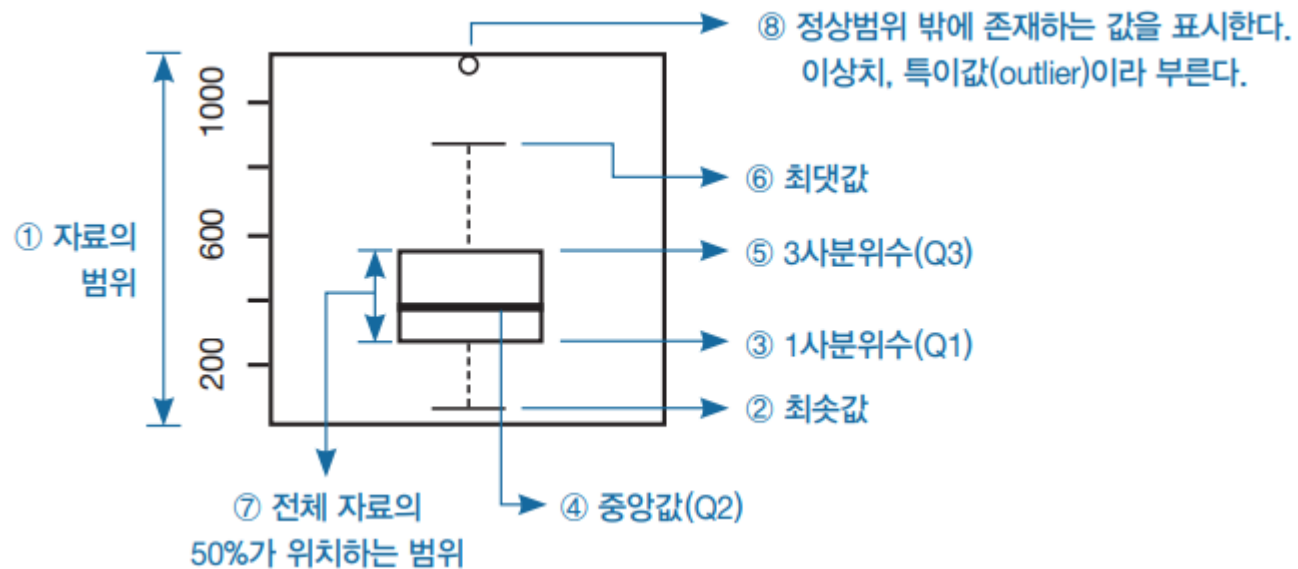 ⑧ 정상범위 밖에 존재하는 값을 표시한다.
이상치, 특이값(outlier)이라 부른다.
1000
⑥ 최댓값
① 자료의
범위
600
⑤ 3사분위수(Q3)
③ 1사분위수(Q1)
200
② 최솟값
⑦ 전체 자료의
50%가 위치하는 범위
④ 중앙값(Q2)